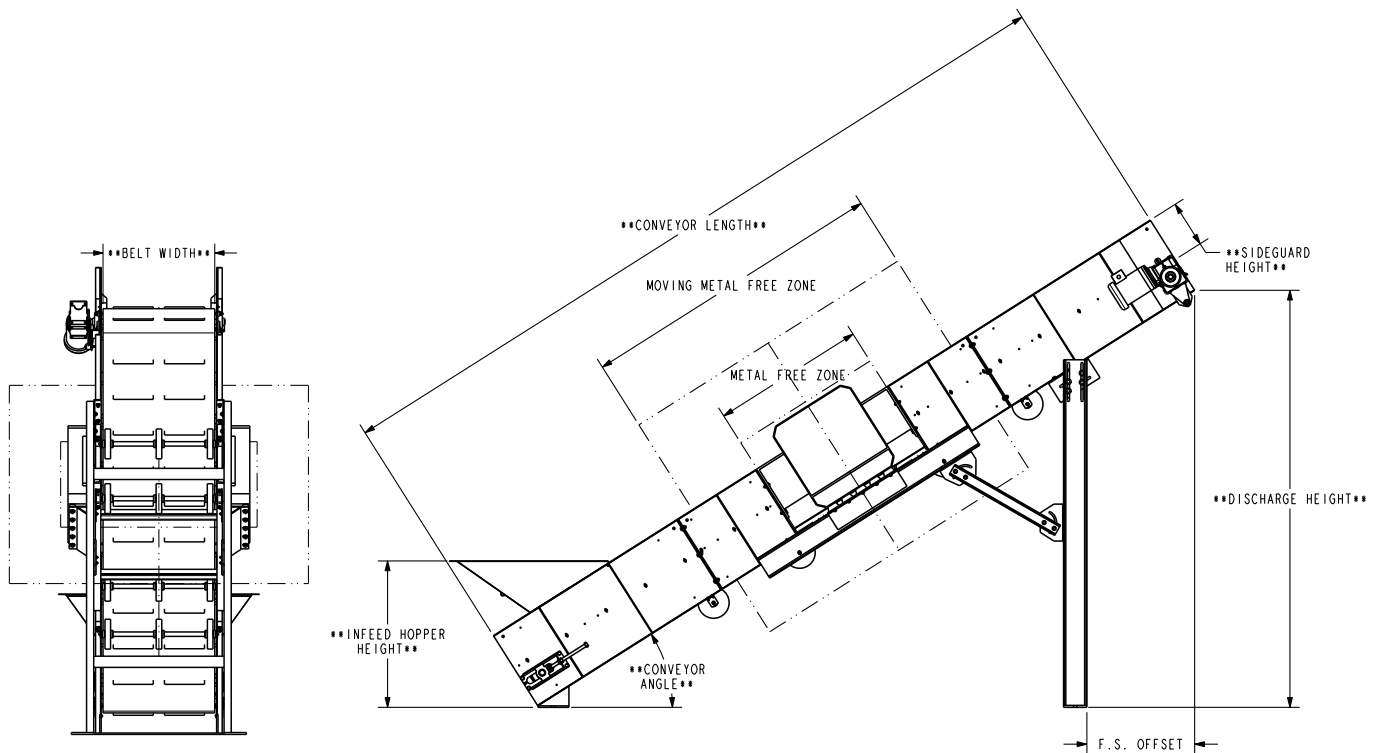 **BELT WIDTH**
**CONVEYOR LENGTH**
MOVING METAL FREE ZONE
METAL FREE ZONE
**SIDEGUARD
HEIGHT**
**DISCHARGE HEIGHT**
**INFEED HOPPER
HEIGHT**
**CONVEYOR
ANGLE**
F.S. OFFSET